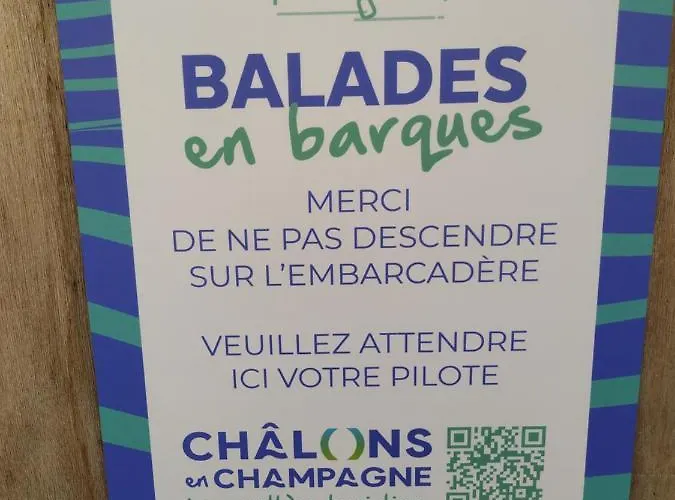 BALADES
en barques
MERCI
DE NE PAS DESCENDRE
SUR L'EMBARCADÈRE
VEUILLEZ ATTENDRE
ICI VOTRE PILOTE
CHÂLONS
en CHAMPAGNE